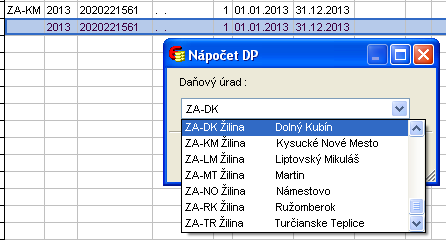 ZA-KM 2013 2020221561 . . 1 01.01.2013 31.12.2013
2013 2020221561 . . 1 01.01.2013 31.12.2013
Nápočet DP
Daňový úrad :
ZA-DK
ZA-DK Žilina Dolný Kubín
ZA-KM Žilina Kysucké Nové Mesto
ZA-LM Žilina Liptovský Mikuláš
ZA-MT Žilina Martin
ZA-NO Žilina Námestovo
ZA-RK Žilina Ružomberok
ZA-TR Žilina Turčianske Teplice